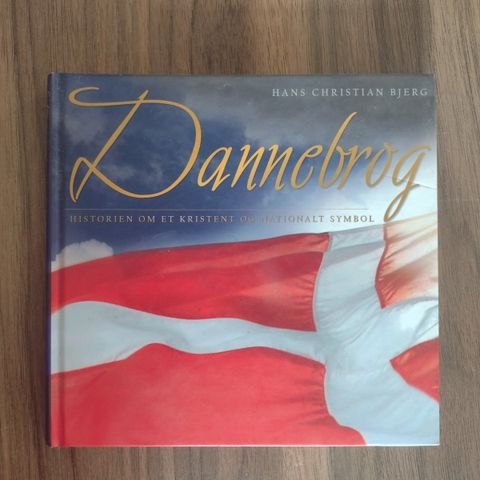 HANS CHRISTIAN BJERG
Dannebrog
HISTORIEN OM ET KRISTENT OG NATIONALT SYMBOL